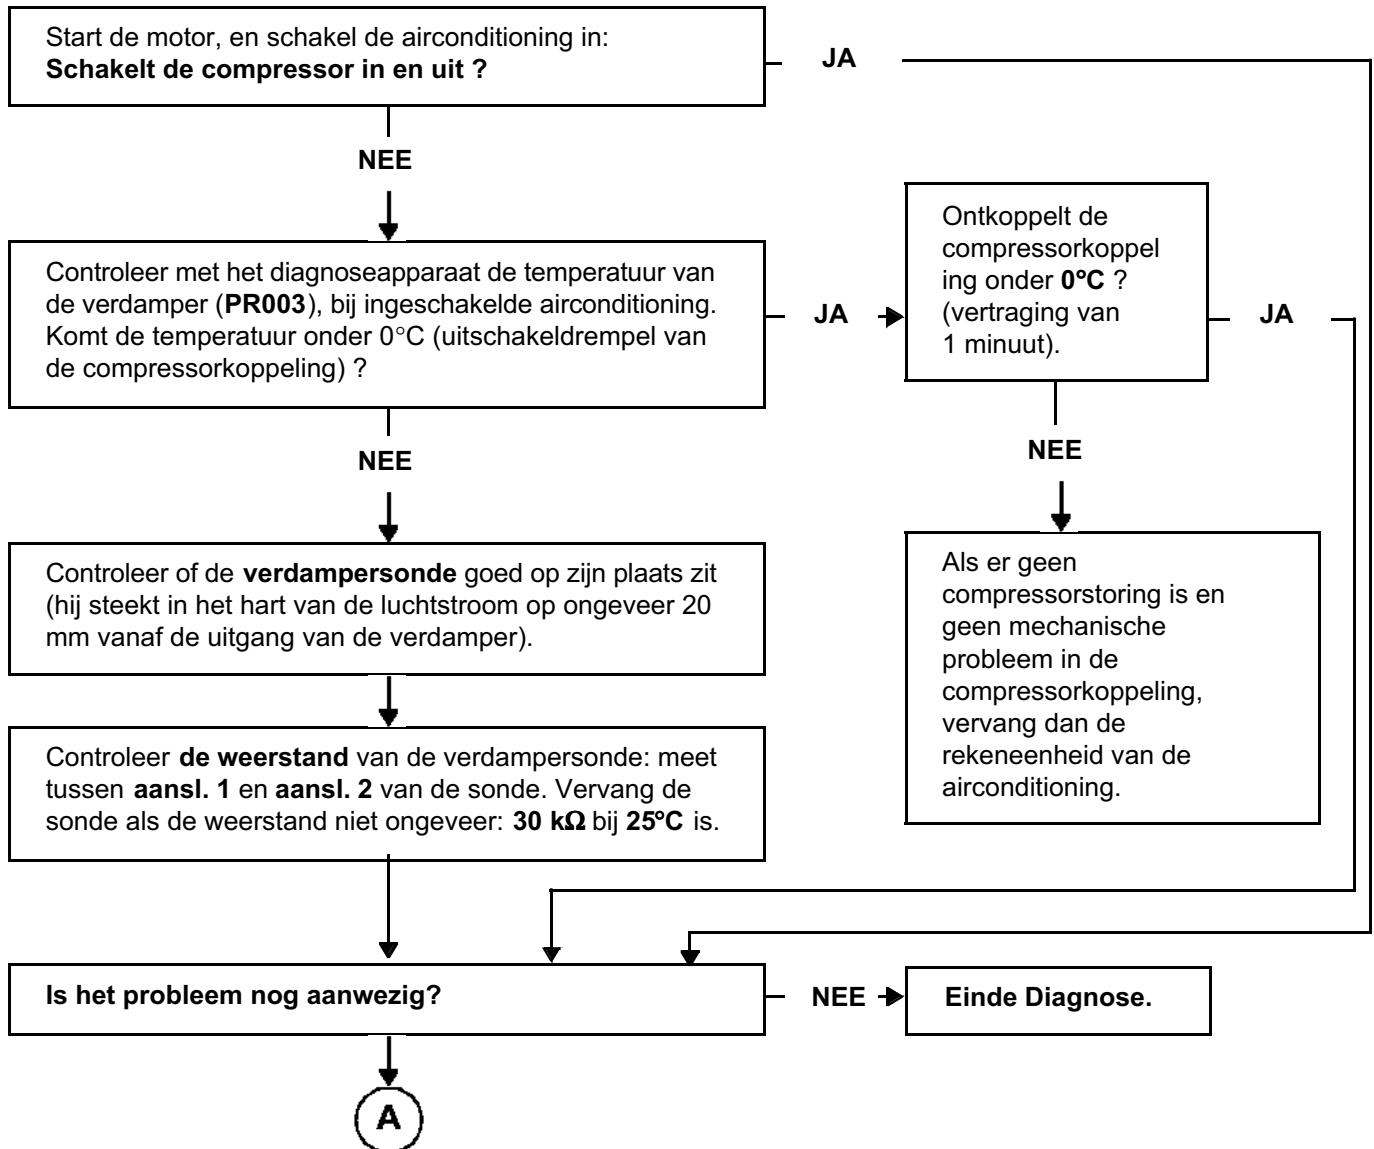 Start de motor, en schakel de airconditioning in:
Schakelt de compressor in en uit ?
JA
NEE
Controleer met het diagnoseapparaat de temperatuur van
de verdamper (PR003), bij ingeschakelde airconditioning.
Komt de temperatuur onder 0°C (uitschakeldrempel van
de compressorkoppeling) ?
JA
Ontkoppelt de
compressorkoppel
ing onder 0°C ?
(vertraging van
1 minuut).
JA
NEE
NEE
Controleer of de verdampersonde goed op zijn plaats zit
(hij steekt in het hart van de luchtstroom op ongeveer 20
mm vanaf de uitgang van de verdamper).
Als er geen
compressorstoring is en
geen mechanische
probleem in de
compressorkoppeling,
vervang dan de
rekeneenheid van de
airconditioning.
Controleer de weerstand van de verdampersonde: meet
tussen aansl. 1 en aansl. 2 van de sonde. Vervang de
sonde als de weerstand niet ongeveer: 30 kΩ bij 25°C is.
Is het probleem nog aanwezig?
NEE
Einde Diagnose.
A